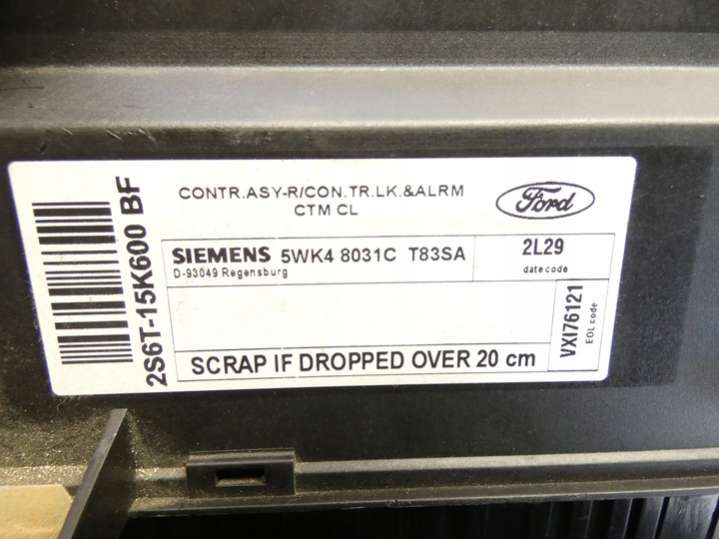 2S6T-15K600 BF
CONTR.ASY-R/CON.TR.LK.&ALRM
CTM CL
Ford
SIEMENS 5WK4 8031C T83SA
D-93049 Regensburg
2L29
datecode
VXI76121
EOL code
SCRAP IF DROPPED OVER 20 cm